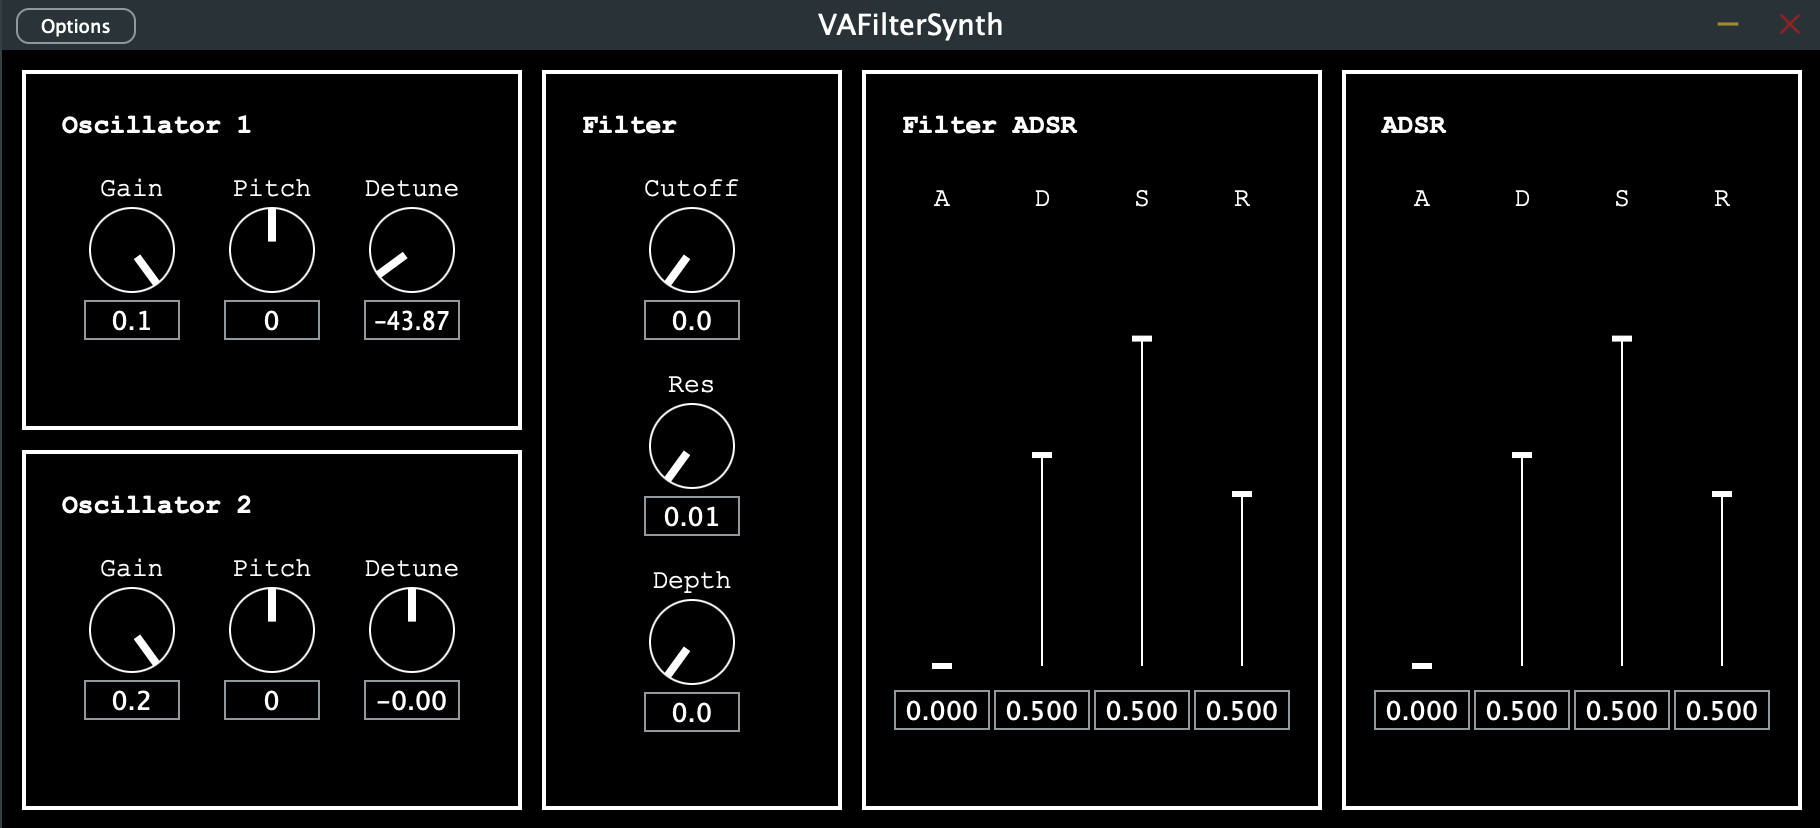 Options
VAFilterSynth
Oscillator 1
Gain Pitch Detune
0.1 0 -43.87
Oscillator 2
Gain Pitch Detune
0.2 0 -0.00
Filter
Cutoff
0.0
Res
0.01
Depth
0.0
Filter ADSR
A D S R
0.000 0.500 0.500 0.500
ADSR
A D S R
0.000 0.500 0.500 0.500